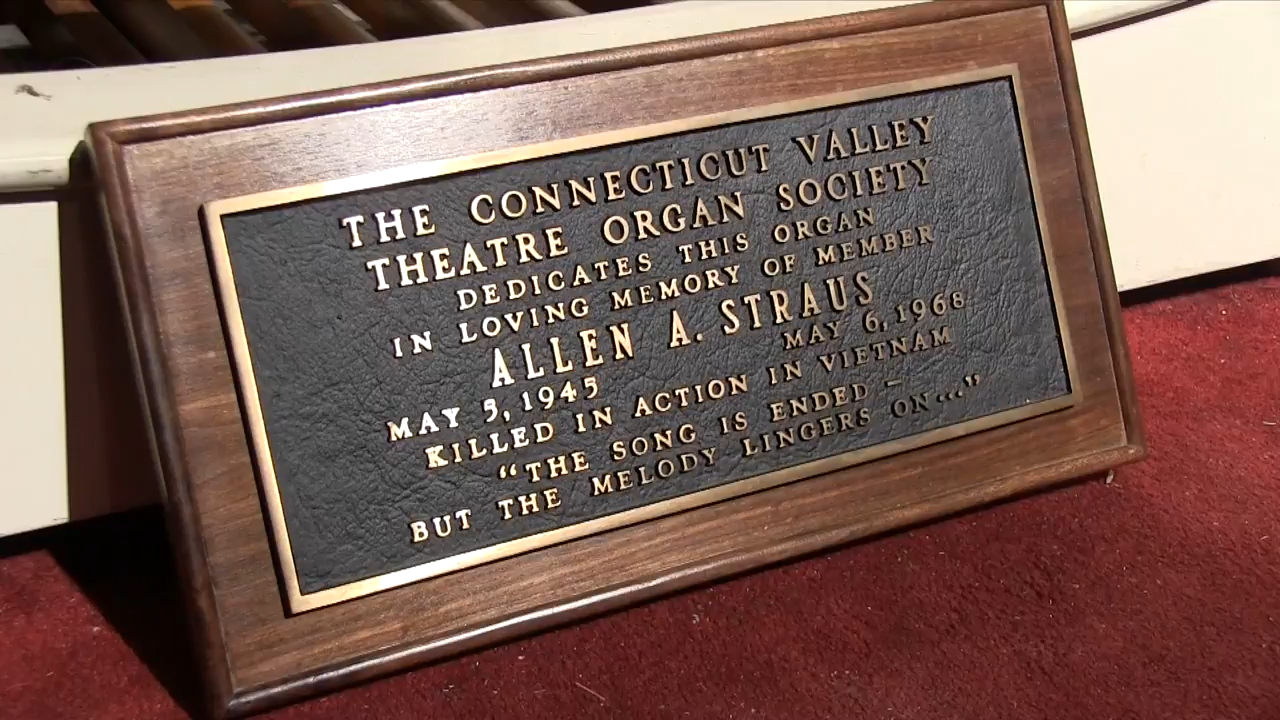 THE CONNECTICUT VALLEY
THEATRE ORGAN SOCIETY
DEDICATES THIS ORGAN
IN LOVING MEMORY OF MEMBER
ALLEN A. STRAUS
MAY 5, 1945 MAY 6, 1968
KILLED IN ACTION IN VIETNAM
“THE SONG IS ENDED –
BUT THE MELODY LINGERS ON...”